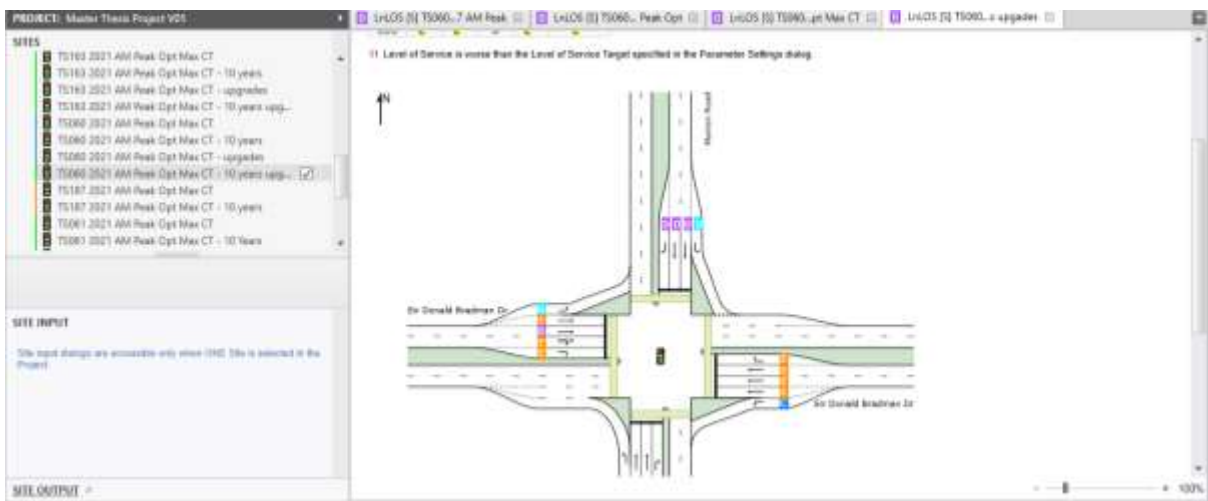 PROJECT: Master Thesis Project V01
SITES
TS163 2021 AM Peak Opt Max CT
TS163 2021 AM Peak Opt Max CT - 10 years
TS163 2021 AM Peak Opt Max CT - upgrades
TS163 2021 AM Peak Opt Max CT - 10 years upg...
TS060 2021 AM Peak Opt Max CT
TS060 2021 AM Peak Opt Max CT - 10 years
TS060 2021 AM Peak Opt Max CT - upgrades
TS060 2021 AM Peak Opt Max CT - 10 years upg...
TS187 2021 AM Peak Opt Max CT
TS187 2021 AM Peak Opt Max CT - 10 years
TS061 2021 AM Peak Opt Max CT
TS061 2021 AM Peak Opt Max CT - 10 Years
SITE INPUT
Site input dialogs are accessible only when ONE Site is selected in the
Project
SITE OUTPUT
LnLOS [S] TS060...7 AM Peak
LnLOS [S] TS060... Peak Opt
LnLOS [S] TS060...pt Max CT
LnLOS [S] TS060...s upgades
11 Level of Service is worse than the Level of Service Target specified in the Parameter Settings dialog.
N
Marion Road
Sir Donald Bradman Dr
Sir Donald Bradman Dr
100%